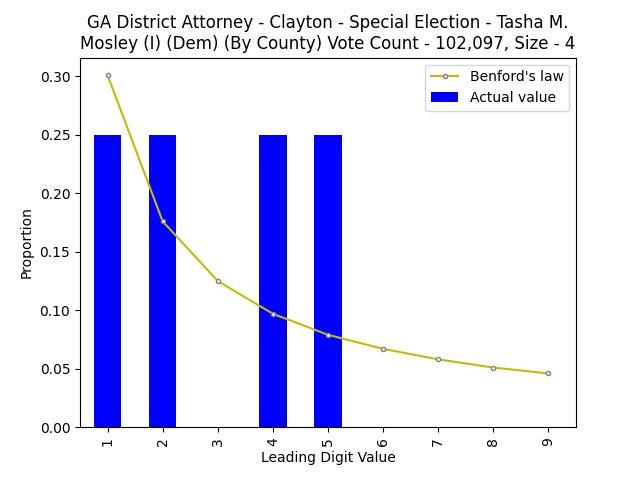 GA District Attorney - Clayton - Special Election - Tasha M.
Mosley (I) (Dem) (By County) Vote Count - 102,097, Size - 4
Benford's law
Actual value
0.30
0.25
0.20
0.15
0.10
0.05
0.00
Proportion
1 2 3 4 5 6 7 8 9
Leading Digit Value